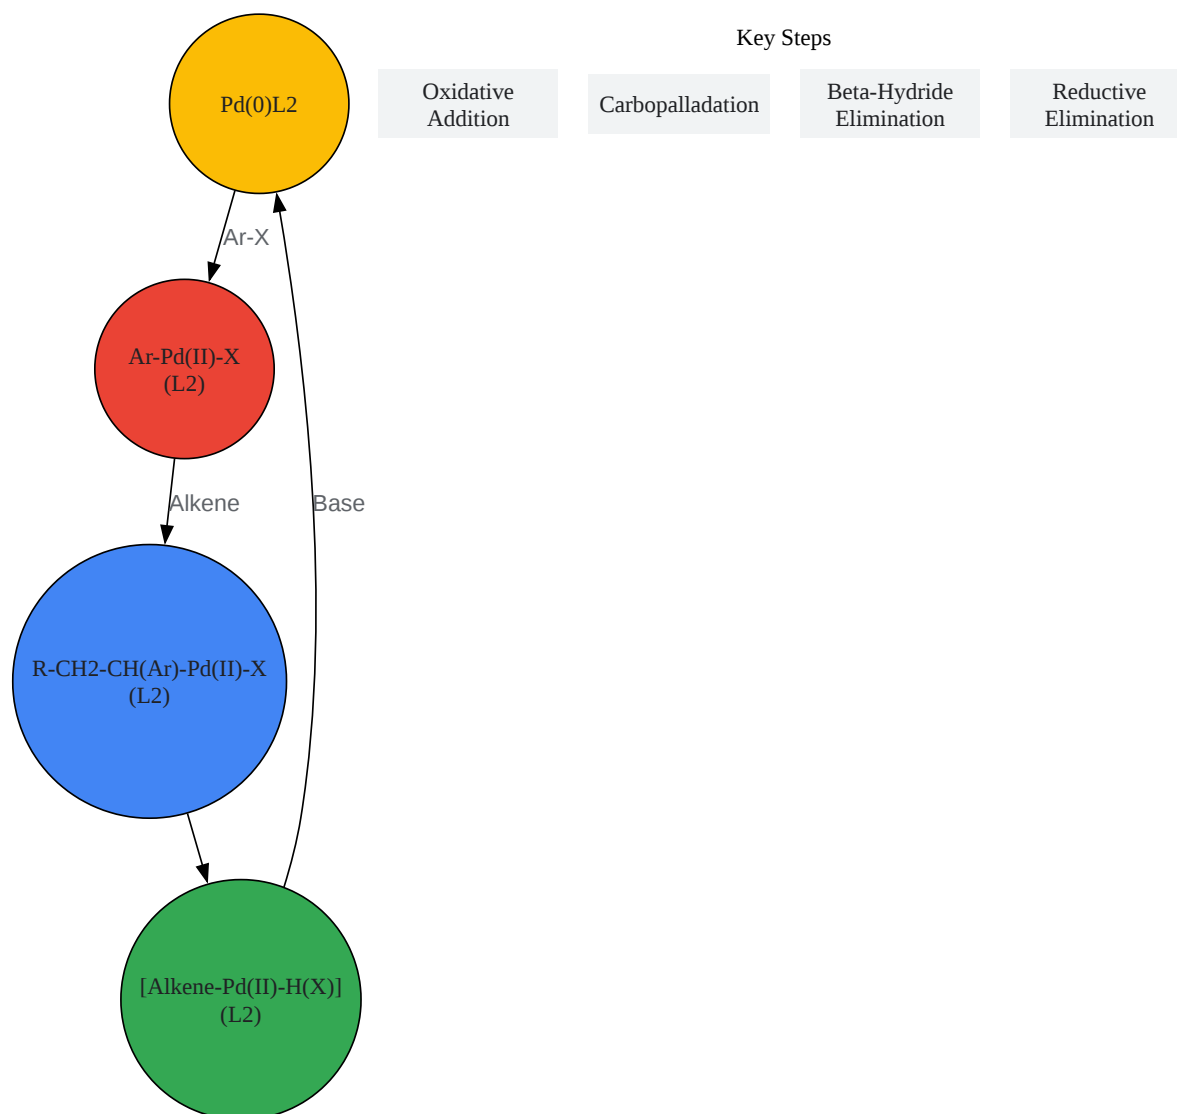 Key Steps
Pd(0)L2
Oxidative
Addition
Carbopalladation
Beta-Hydride
Elimination
Reductive
Elimination
Ar-X
Ar-Pd(II)-X
(L2)
Alkene
Base
R-CH2-CH(Ar)-Pd(II)-X
(L2)
[Alkene-Pd(II)-H(X)]
(L2)